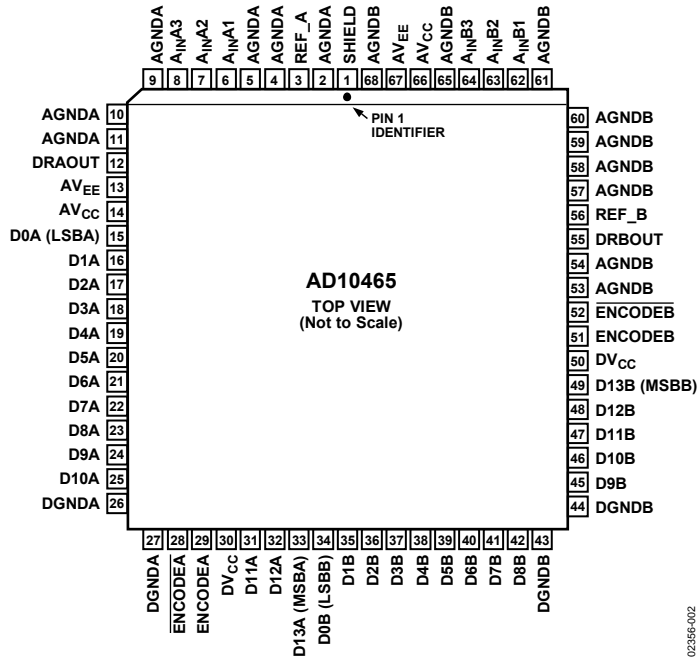 AGNDA
AINA3
AINA2
AINA1
AGNDA
AGNDA
REF_A
AGNDA
SHIELD
AGNDB
AVEE
AVCC
AGNDB
AINB3
AINB2
AINB1
AGNDB
9 8 7 6 5 4 3 2 1 68 67 66 65 64 63 62 61
PIN 1
IDENTIFIER
AGNDA 10
AGNDA 11
DRAOUT 12
AVEE 13
AVCC 14
D0A (LSBA) 15
D1A 16
D2A 17
D3A 18
D4A 19
D5A 20
D6A 21
D7A 22
D8A 23
D9A 24
D10A 25
DGNDA 26
AD10465
TOP VIEW
(Not to Scale)
60 AGNDB
59 AGNDB
58 AGNDB
57 AGNDB
56 REF_B
55 DRBOUT
54 AGNDB
53 AGNDB
52 ENCODEB
51 ENCODEB
50 DVCC
49 D13B (MSBB)
48 D12B
47 D11B
46 D10B
45 D9B
44 DGNDB
27 28 29 30 31 32 33 34 35 36 37 38 39 40 41 42 43
DGNDA
ENCODEA
ENCODEA
DVCC
D11A
D12A
D13A (MSBA)
D0B (LSBB)
D1B
D2B
D3B
D4B
D5B
D6B
D7B
D8B
DGNDB
02356-002